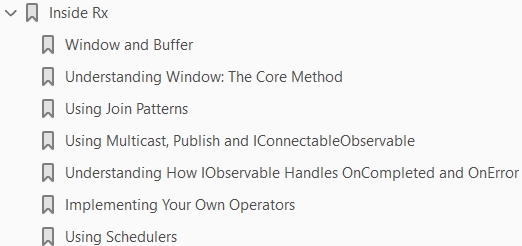 Inside Rx
Window and Buffer
Understanding Window: The Core Method
Using Join Patterns
Using Multicast, Publish and IConnectableObservable
Understanding How IObservable Handles OnCompleted and OnError
Implementing Your Own Operators
Using Schedulers